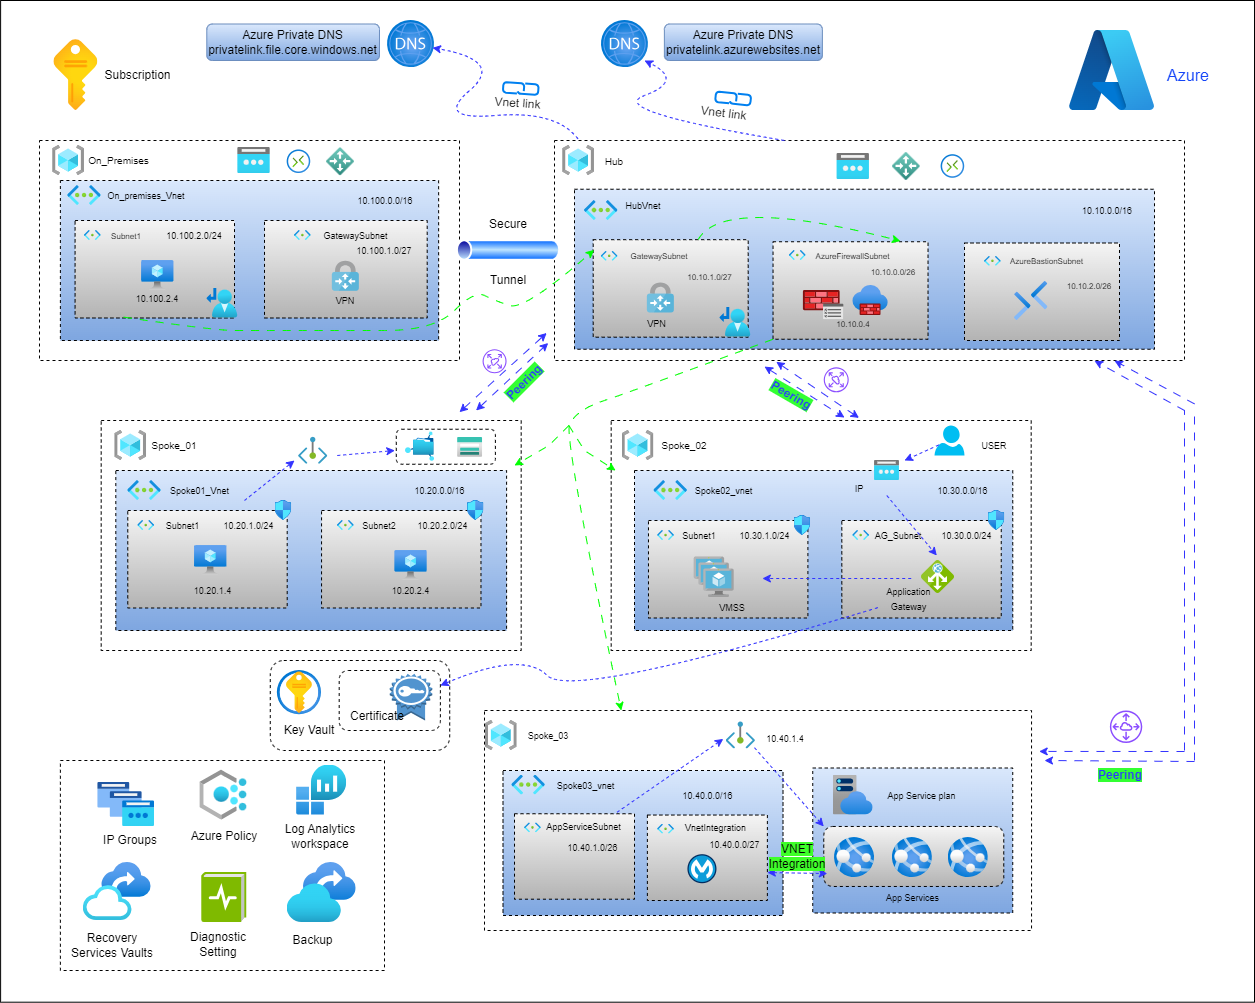 Azure Private DNS
privatelink.file.core.windows.net
DNS
DNS
Azure Private DNS
privatelink.azurewebsites.net
Subscription
Azure
Vnet link
Vnet link
On_Premises
On_premises_Vnet
10.100.0.0/16
Subnet1
10.100.2.0/24
10.100.2.4
GatewaySubnet
10.100.1.0/27
VPN
Secure
Tunnel
Hub
HubVnet
10.10.0.0/16
GatewaySubnet
10.10.1.0/27
VPN
AzureFirewallSubnet
10.10.0.0/26
10.10.0.4
AzureBastionSubnet
10.10.2.0/26
Peering
Peering
Spoke_01
Spoke01_Vnet
10.20.0.0/16
Subnet1
10.20.1.0/24
10.20.1.4
Subnet2
10.20.2.0/24
10.20.2.4
Spoke_02
USER
IP
Spoke02_vnet
10.30.0.0/16
Subnet1
10.30.1.0/24
VMSS
AG_Subnet
10.30.0.0/24
Application
Gateway
Key Vault
Certificate
Spoke_03
10.40.1.4
Spoke03_vnet
10.40.0.0/16
AppServiceSubnet
10.40.1.0/26
VnetIntegration
10.40.0.0/27
VNET
Integration
App Service plan
App Services
Peering
IP Groups
Azure Policy
Log Analytics
workspace
Recovery
Services Vaults
Diagnostic
Setting
Backup